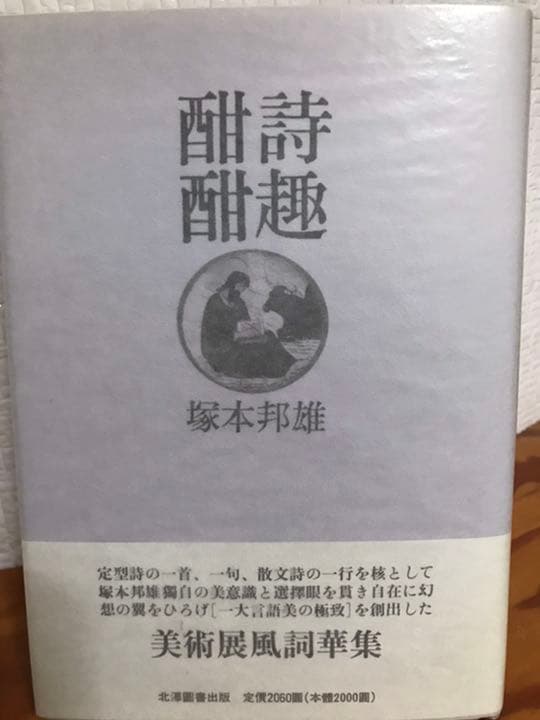 詩趣
酣酣
塚本邦雄
定型詩の一首、一句、散文詩の一行を核として
塚本邦雄獨自の美意識と選擇眼を貫き自在に幻
想の翼をひろげ[一大言語美の極致]を創出した
美術展風詞華集
北澤圖書出版 定價2060圓(本體2000圓)